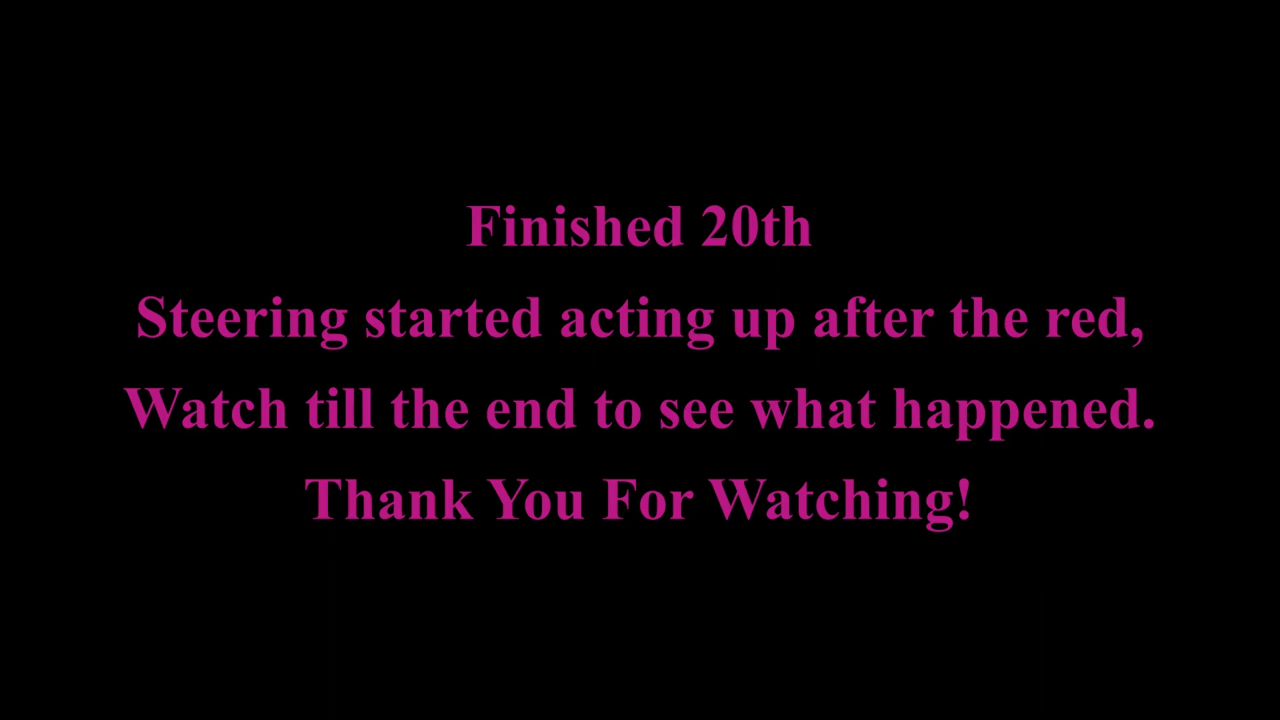 Finished 20th
Steering started acting up after the red,
Watch till the end to see what happened.
Thank You For Watching!